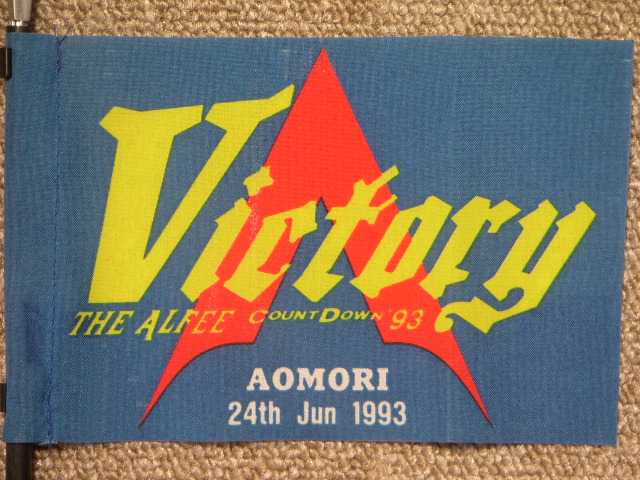 Victory
THE ALFEE COUNTDOWN '93
AOMORI
24th Jun 1993